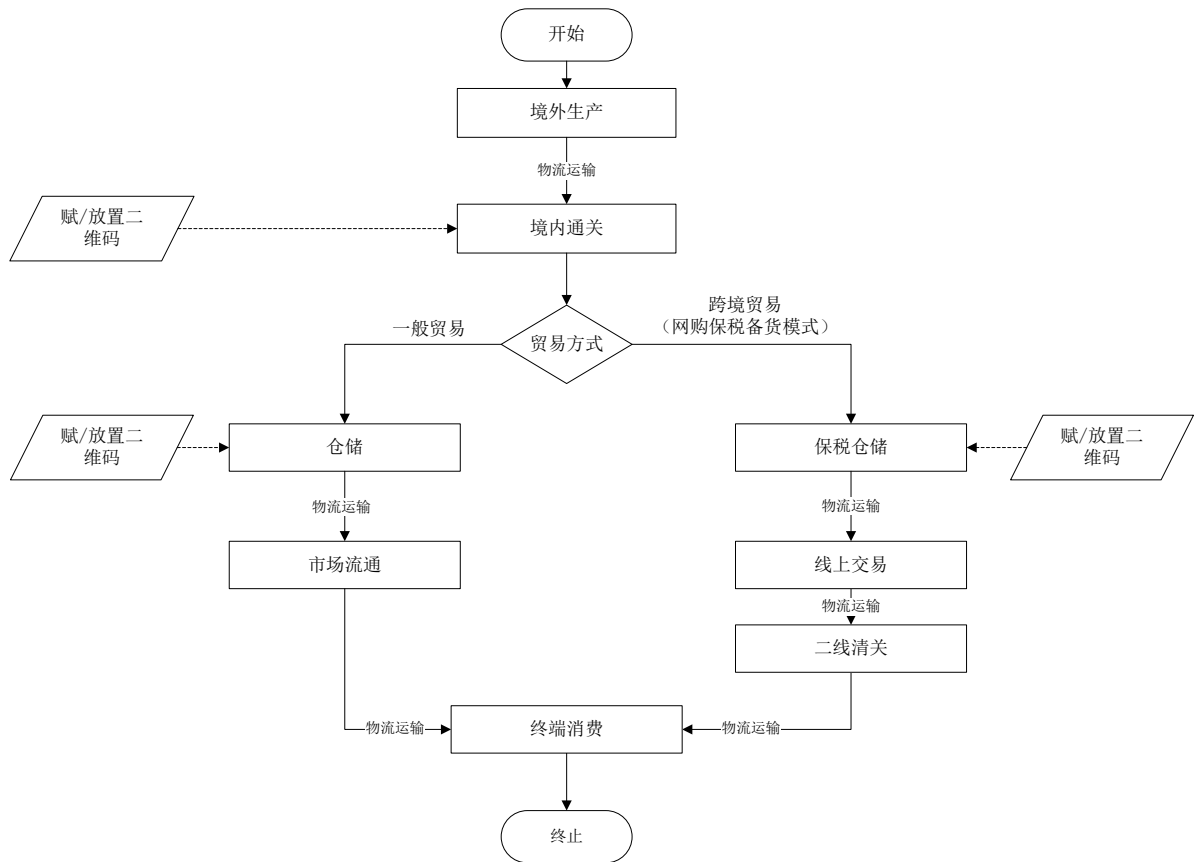 开始
境外生产
物流运输
赋/放置二
维码
境内通关
跨境贸易
（网购保税备货模式）
一般贸易
贸易方式
赋/放置二
维码
仓储
保税仓储
赋/放置二
维码
物流运输
物流运输
市场流通
线上交易
物流运输
二线清关
物流运输
终端消费
物流运输
终止